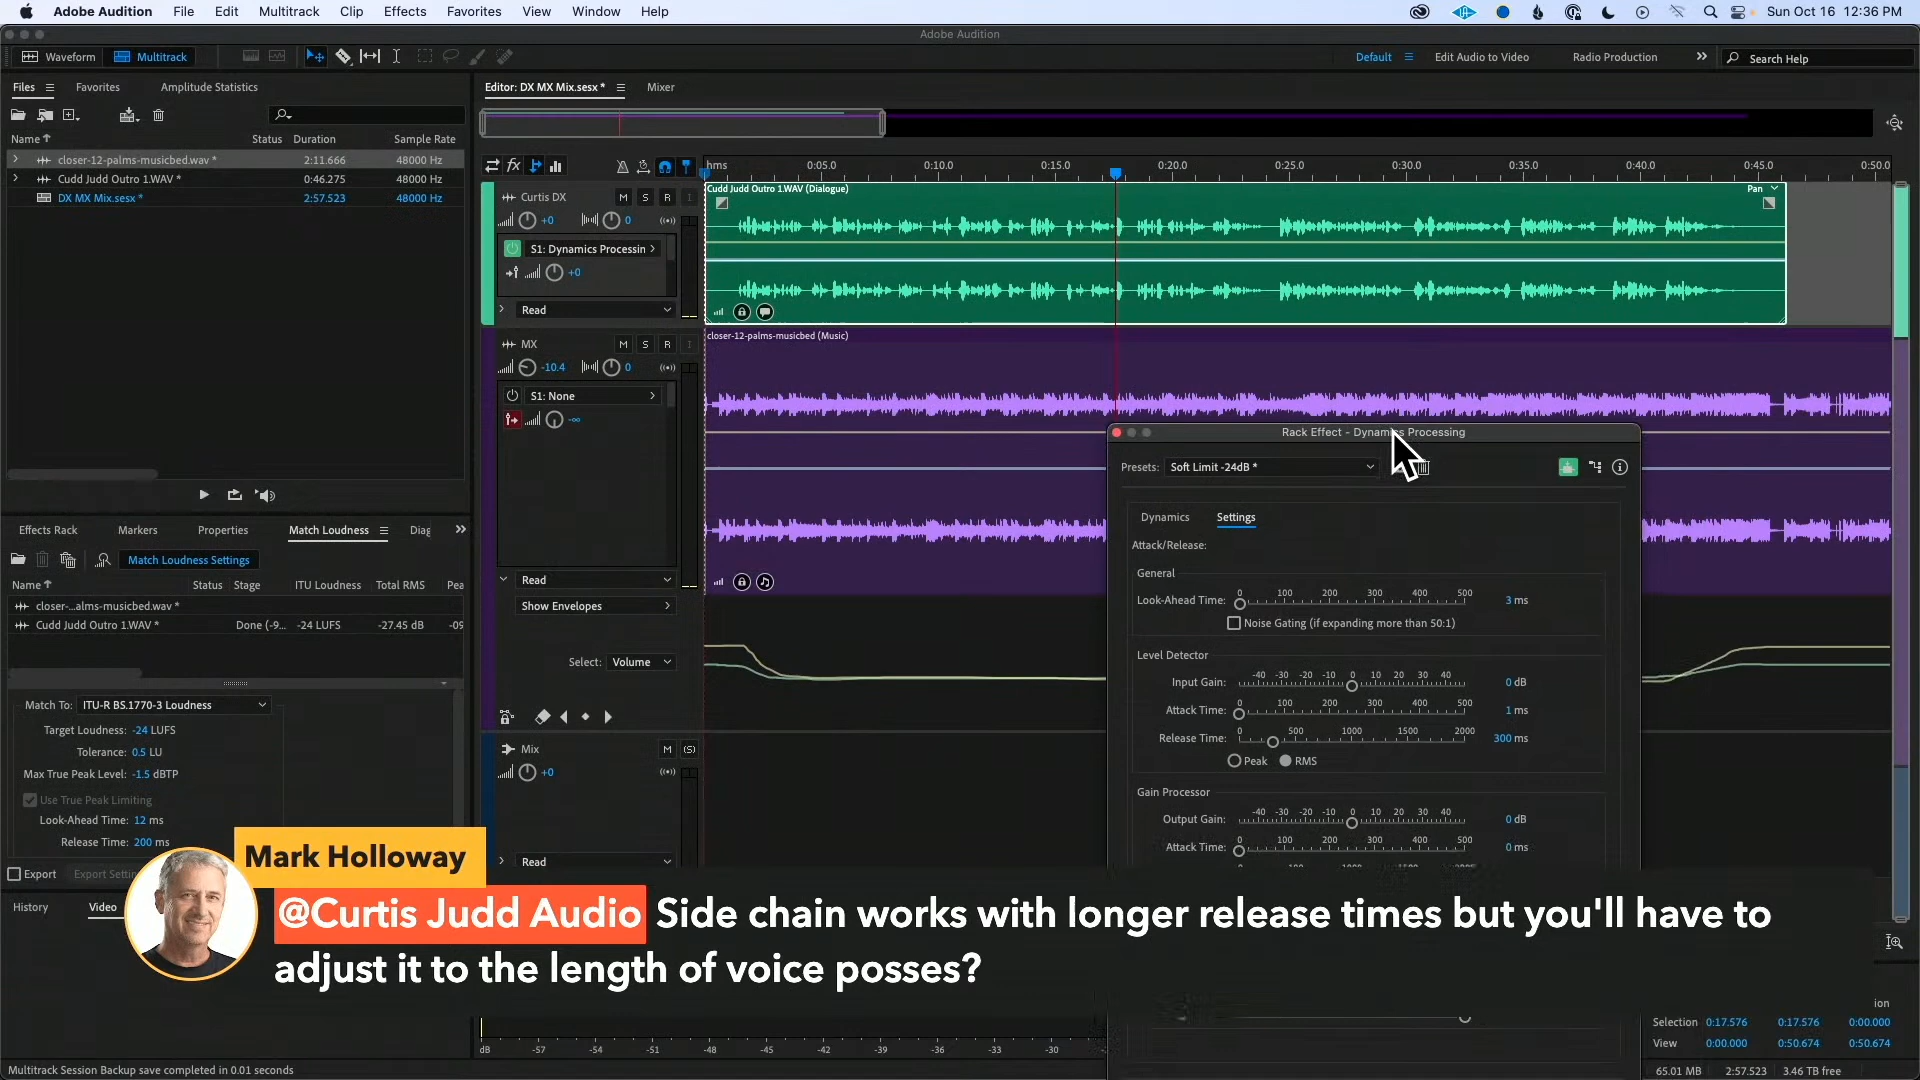 Adobe Audition File Edit Multitrack Clip Effects Favorites View Window Help Sun Oct 16 12:36 PM
Adobe Audition
Waveform Multitrack Default Edit Audio to Video Radio Production Search Help
Files Favorites Amplitude Statistics
Name Status Duration Sample Rate
closer-12-palms-musicbed.wav * 2:11.666 48000 Hz
Cudd Judd Outro 1.WAV * 0:46.275 48000 Hz
DX MX Mix.sesx * 2:57.523 48000 Hz
Editor: DX MX Mix.sesx * Mixer
hms 0:05.0 0:10.0 0:15.0 0:20.0 0:25.0 0:30.0 0:35.0 0:40.0 0:45.0 0:50.0
Curtis DX M S R I
+0 0
S1: Dynamics Processin
+0
Read
Cudd Judd Outro 1.WAV (Dialogue) Pan
MX M S R I
-10.4 0
S1: None
-∞
Read
Show Envelopes
Select: Volume
closer-12-palms-musicbed (Music)
Mix M (S)
+0
Read
Effects Rack Markers Properties Match Loudness Diag
Match Loudness Settings
Name Status Stage ITU Loudness Total RMS Pea
closer-...alms-musicbed.wav *
Cudd Judd Outro 1.WAV * Done (-9... -24 LUFS -27.45 dB -09
Match To: ITU-R BS.1770-3 Loudness
Target Loudness: -24 LUFS
Tolerance: 0.5 LU
Max True Peak Level: -1.5 dBTP
Use True Peak Limiting
Look-Ahead Time: 12 ms
Release Time: 200 ms
Export
History Video
Rack Effect - Dynamics Processing
Presets: Soft Limit -24dB *
Dynamics Settings
Attack/Release:
General
0 100 200 300 400 500
Look-Ahead Time: 3 ms
Noise Gating (if expanding more than 50:1)
Level Detector
-40 -30 -20 -10 0 10 20 30 40
Input Gain: 0 dB
0 100 200 300 400 500
Attack Time: 1 ms
0 500 1000 1500 2000
Release Time: 300 ms
Peak RMS
Gain Processor
-40 -30 -20 -10 0 10 20 30 40
Output Gain: 0 dB
0 100 200 300 400 500
Attack Time: 0 ms
Mark Holloway
@Curtis Judd Audio Side chain works with longer release times but you'll have to
adjust it to the length of voice posses?
dB -57 -54 -51 -48 -45 -42 -39 -36 -33 -30
ion
Selection 0:17.576 0:17.576 0:00.000
View 0:00.000 0:50.674 0:50.674
Multitrack Session Backup save completed in 0.01 seconds
65.01 MB 2:57.523 3.46 TB free